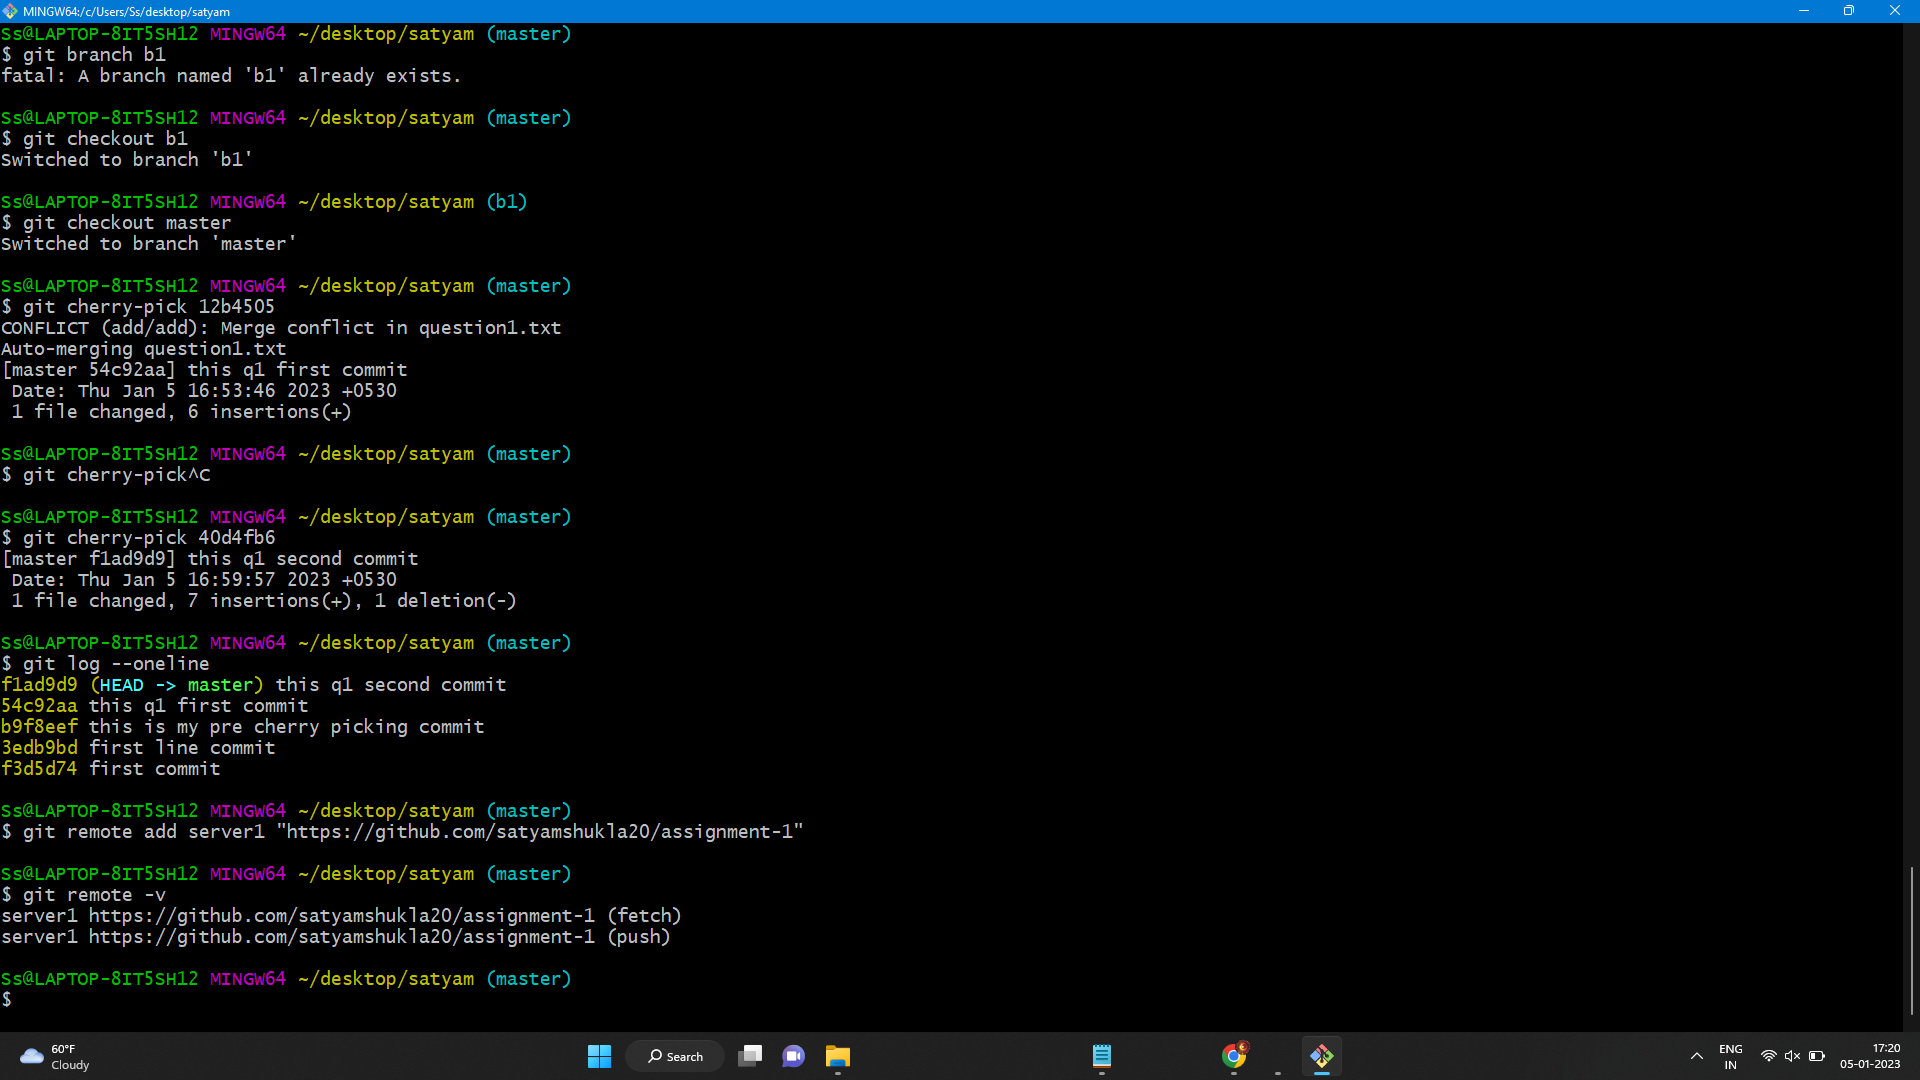 MINGW64:/c/Users/Ss/desktop/satyam
Ss@LAPTOP-8IT5SH12 MINGW64 ~/desktop/satyam (master)
$ git branch b1
fatal: A branch named 'b1' already exists.
Ss@LAPTOP-8IT5SH12 MINGW64 ~/desktop/satyam (master)
$ git checkout b1
Switched to branch 'b1'
Ss@LAPTOP-8IT5SH12 MINGW64 ~/desktop/satyam (b1)
$ git checkout master
Switched to branch 'master'
Ss@LAPTOP-8IT5SH12 MINGW64 ~/desktop/satyam (master)
$ git cherry-pick 12b4505
CONFLICT (add/add): Merge conflict in question1.txt
Auto-merging question1.txt
[master 54c92aa] this q1 first commit
Date: Thu Jan 5 16:53:46 2023 +0530
1 file changed, 6 insertions(+)
Ss@LAPTOP-8IT5SH12 MINGW64 ~/desktop/satyam (master)
$ git cherry-pick^C
Ss@LAPTOP-8IT5SH12 MINGW64 ~/desktop/satyam (master)
$ git cherry-pick 40d4fb6
[master f1ad9d9] this q1 second commit
Date: Thu Jan 5 16:59:57 2023 +0530
1 file changed, 7 insertions(+), 1 deletion(-)
Ss@LAPTOP-8IT5SH12 MINGW64 ~/desktop/satyam (master)
$ git log --oneline
f1ad9d9 (HEAD -> master) this q1 second commit
54c92aa this q1 first commit
b9f8eef this is my pre cherry picking commit
3edb9bd first line commit
f3d5d74 first commit
Ss@LAPTOP-8IT5SH12 MINGW64 ~/desktop/satyam (master)
$ git remote add server1 "https://github.com/satyamshukla20/assignment-1"
Ss@LAPTOP-8IT5SH12 MINGW64 ~/desktop/satyam (master)
$ git remote -v
server1 https://github.com/satyamshukla20/assignment-1 (fetch)
server1 https://github.com/satyamshukla20/assignment-1 (push)
Ss@LAPTOP-8IT5SH12 MINGW64 ~/desktop/satyam (master)
$
60°F
Cloudy
Search
ENG
IN
17:20
05-01-2023